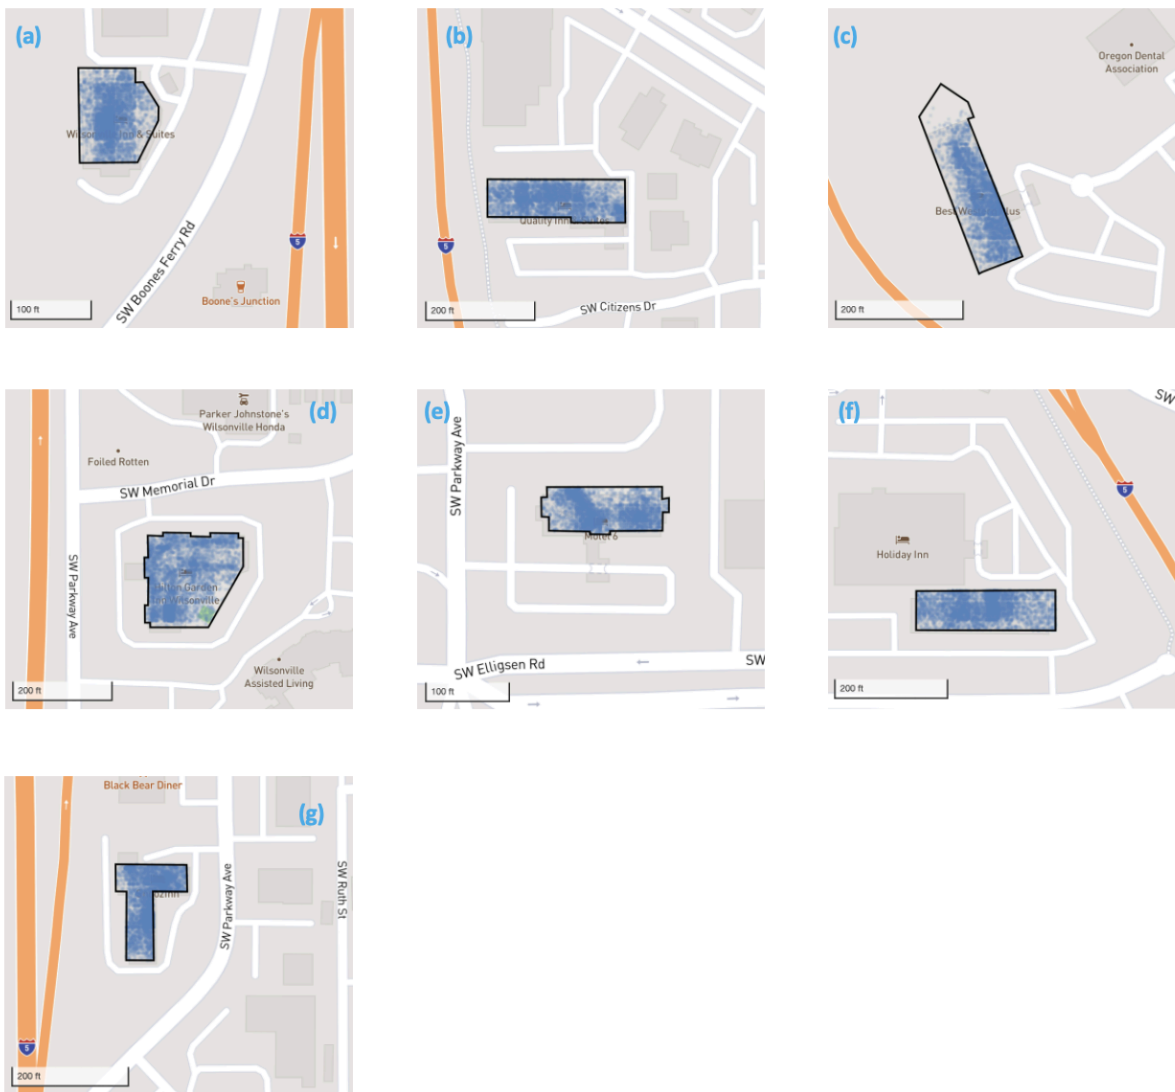 (a)
Suites
SW Boones Ferry Rd
5
Boone's Junction
100 ft
(b)
Quality Inn
5
SW Citizens Dr
200 ft
(c)
Oregon Dental
Association
Best
lus
200 ft
(d)
Parker Johnstone's
Wilsonville Honda
Foiled Rotten
SW Memorial Dr
SW Parkway Ave
Garden
Wilsonville
Wilsonville
Assisted Living
200 ft
(e)
SW Parkway Ave
Motel 6
SW Elligsen Rd
SW
100 ft
(f)
SW
5
Holiday Inn
200 ft
(g)
Black Bear Diner
SW Parkway Ave
SW Ruth St
5
200 ft